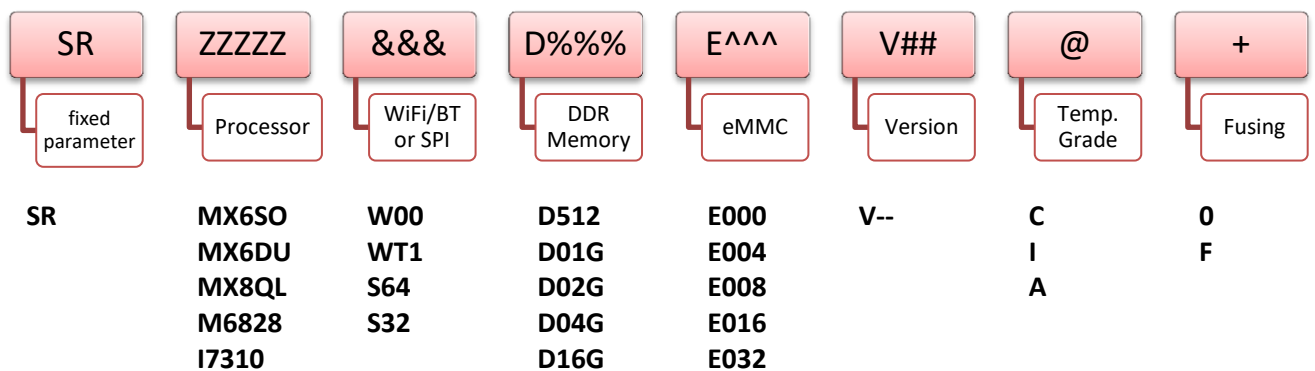 SR ZZZZZ &&& D%%% E^^^ V## @ +
fixed parameter Processor WiFi/BT or SPI DDR Memory eMMC Version Temp. Grade Fusing
SR MX6SO W00 D512 E000 V-- C 0
MX6DU WT1 D01G E004 I F
MX8QL S64 D02G E008 A
M6828 S32 D04G E016
I7310 D16G E032